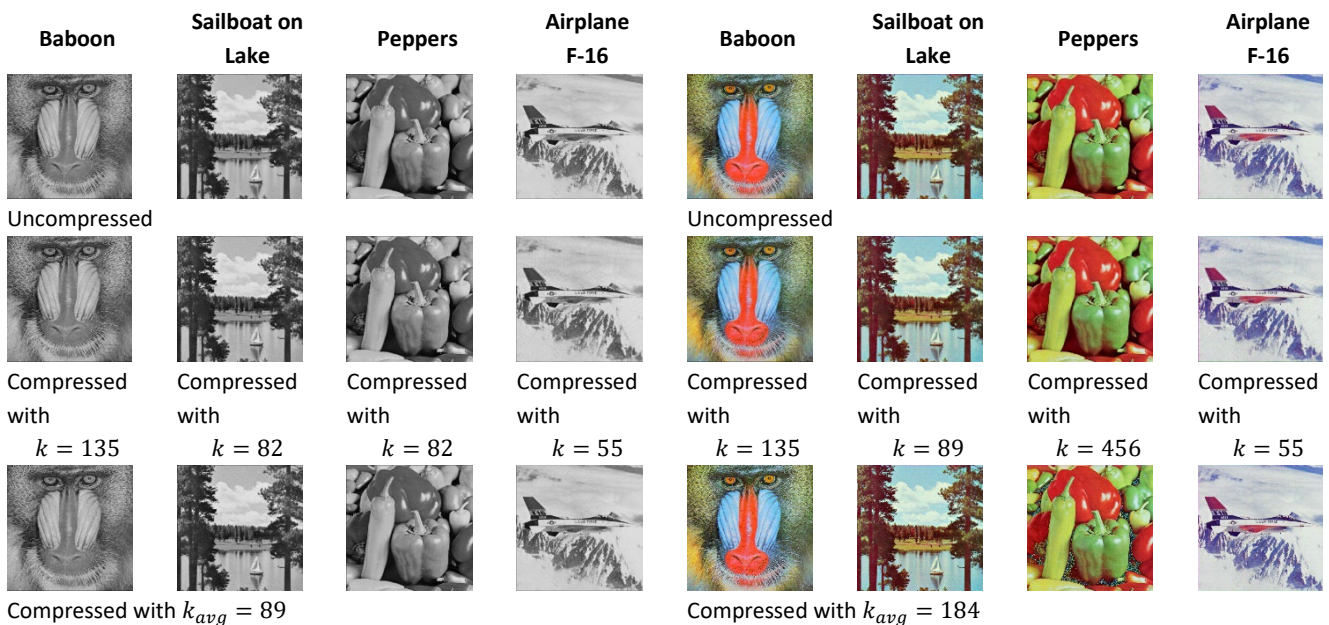 Baboon Sailboat on Lake Peppers Airplane F-16 Baboon Sailboat on Lake Peppers Airplane F-16
Uncompressed Uncompressed
Compressed with k = 135 Compressed with k = 82 Compressed with k = 82 Compressed with k = 55 Compressed with k = 135 Compressed with k = 89 Compressed with k = 456 Compressed with k = 55
Compressed with k_avg = 89 Compressed with k_avg = 184